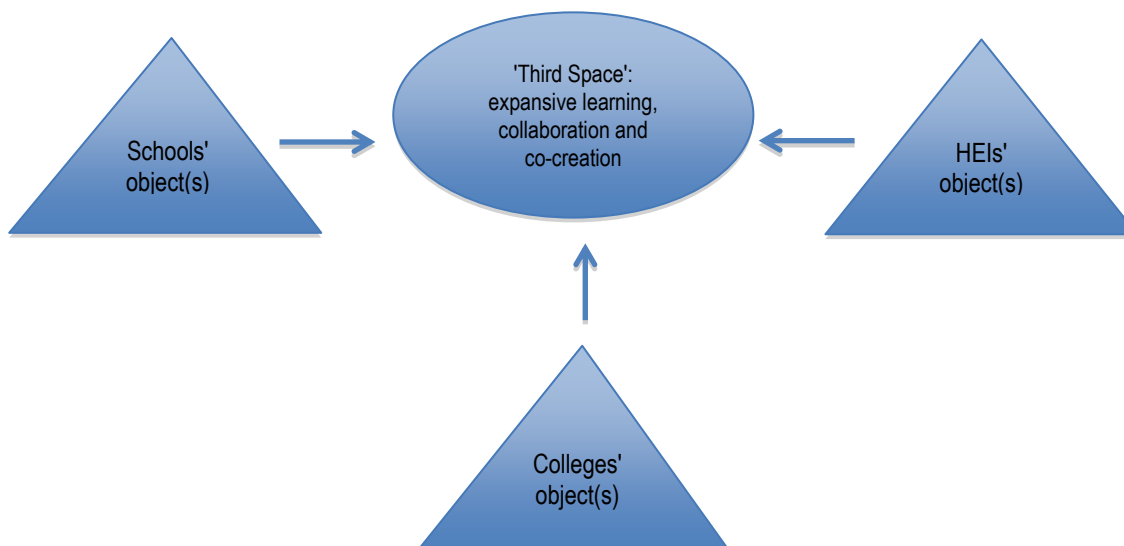 'Third Space':
expansive learning,
collaboration and
co-creation
Schools'
object(s)
HEIs'
object(s)
Colleges'
object(s)